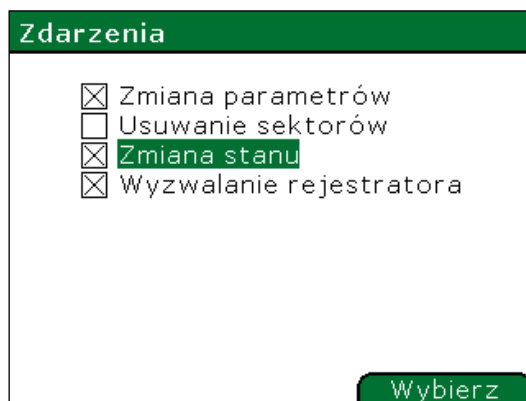 Zdarzenia
Zmiana parametrów
Usuwanie sektorów
Zmiana stanu
Wyzwalanie rejestratora
Wybierz